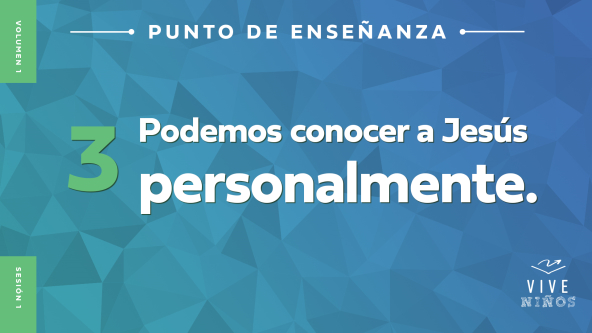 VOLUMEN 1
PUNTO DE ENSEÑANZA
3
Podemos conocer a Jesús
personalmente.
SESIÓN 1
VIVE
NIÑOS